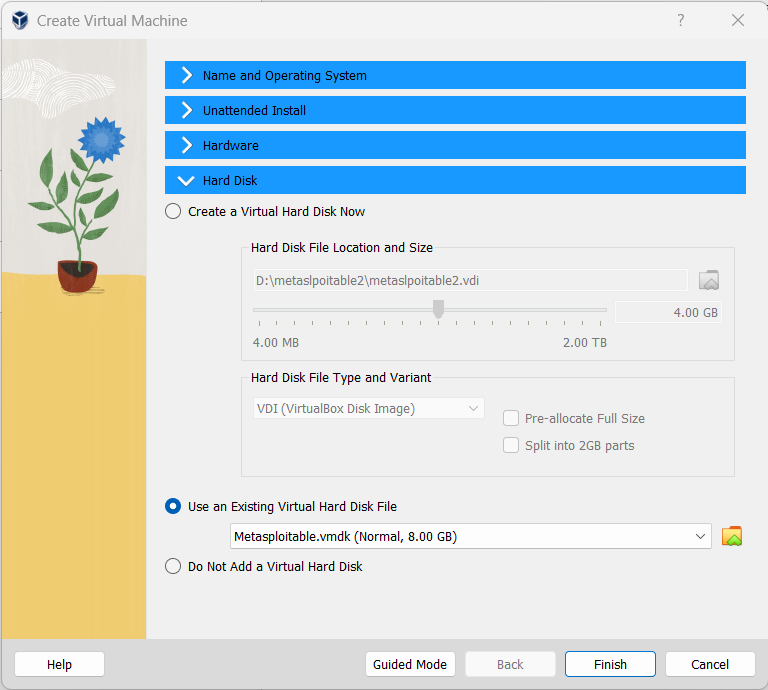 Create Virtual Machine
?
Name and Operating System
Unattended Install
Hardware
Hard Disk
Create a Virtual Hard Disk Now
Hard Disk File Location and Size
D:\metaslpoitable2\metaslpoitable2.vdi
4.00 GB
4.00 MB 2.00 TB
Hard Disk File Type and Variant
VDI (VirtualBox Disk Image)
Pre-allocate Full Size
Split into 2GB parts
Use an Existing Virtual Hard Disk File
Metasploitable.vmdk (Normal, 8.00 GB)
Do Not Add a Virtual Hard Disk
Help Guided Mode Back Finish Cancel